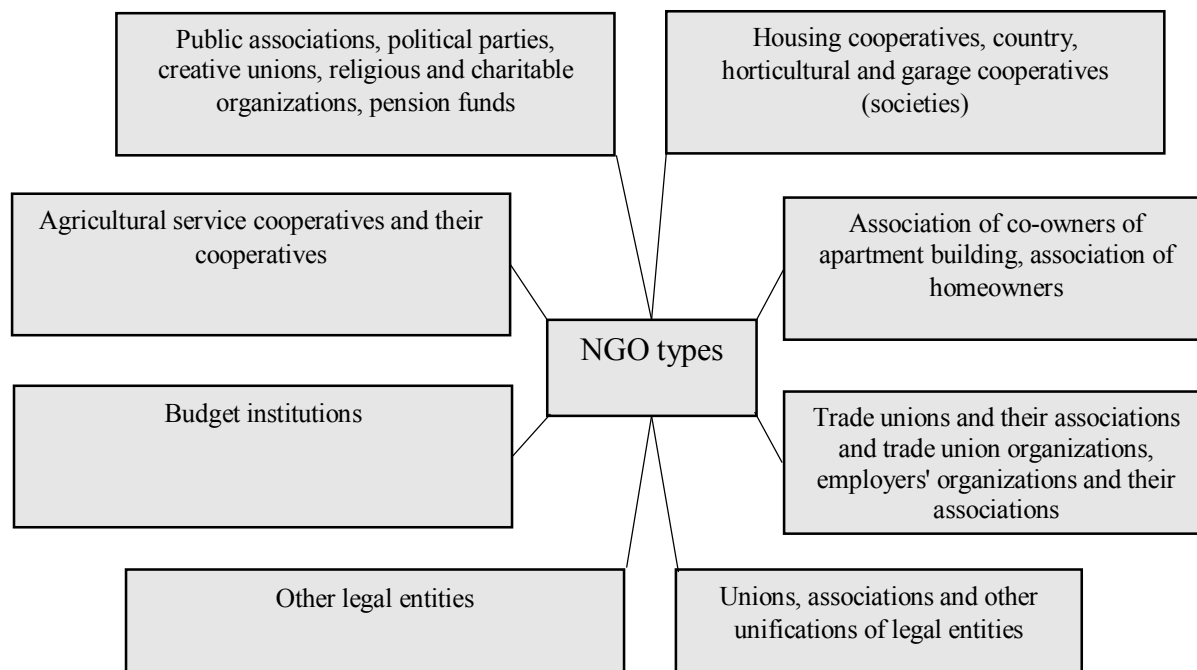 Public associations, political parties,
creative unions, religious and charitable
organizations, pension funds
Housing cooperatives, country,
horticultural and garage cooperatives
(societies)
Agricultural service cooperatives and their
cooperatives
Association of co-owners of
apartment building, association of
homeowners
NGO types
Budget institutions
Trade unions and their associations
and trade union organizations,
employers' organizations and their
associations
Other legal entities
Unions, associations and other
unifications of legal entities